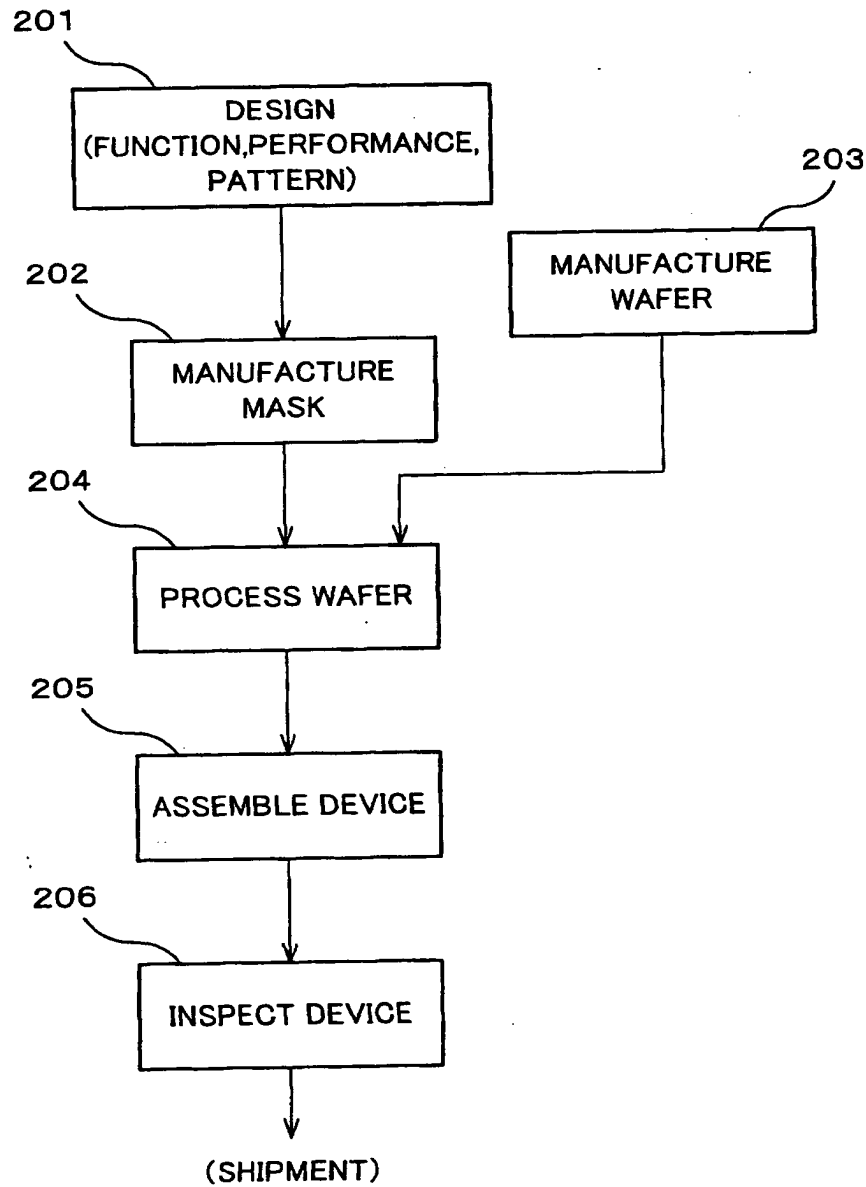 201
DESIGN
(FUNCTION,PERFORMANCE,
PATTERN)
203
MANUFACTURE
WAFER
202
MANUFACTURE
MASK
204
PROCESS WAFER
205
ASSEMBLE DEVICE
206
INSPECT DEVICE
(SHIPMENT)